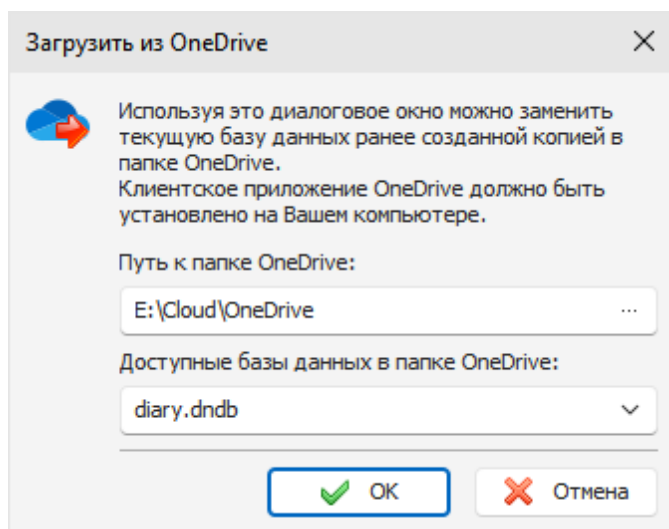 Загрузить из OneDrive
Используя это диалоговое окно можно заменить
текущую базу данных ранее созданной копией в
папке OneDrive.
Клиентское приложение OneDrive должно быть
установлено на Вашем компьютере.
Путь к папке OneDrive:
E:\Cloud\OneDrive
...
Доступные базы данных в папке OneDrive:
diary.dndb
OK
Отмена